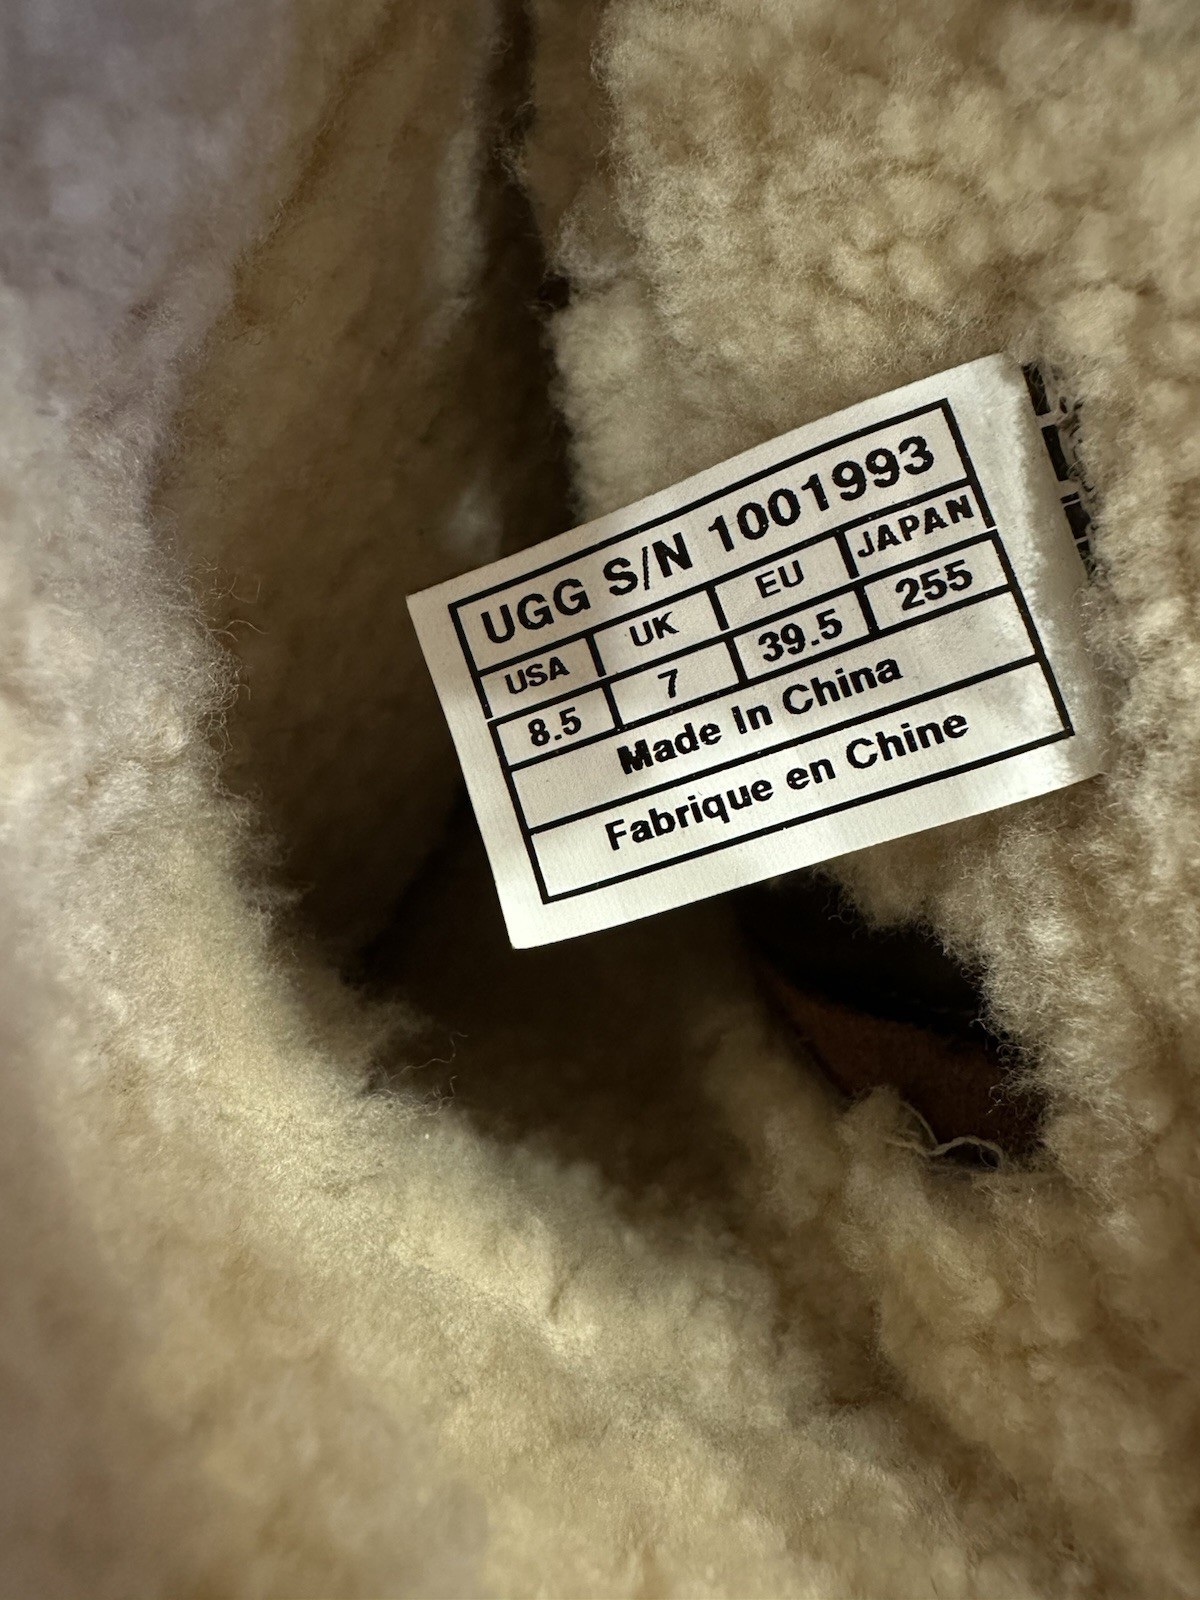 UGG S/N 1001993
USA UK EU JAPAN
8.5 7 39.5 255
Made In China
Fabrique en Chine